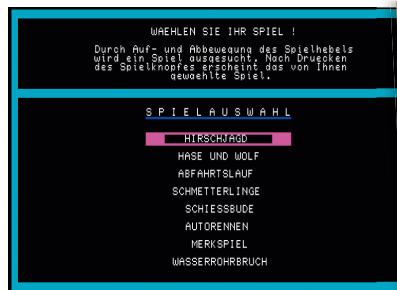 WAEHLEN SIE IHR SPIEL !
Durch Auf- und Abbewegung des Spielhebels
wird ein Spiel ausgesucht. Nach Druecken
des Spielknopfes erscheint das von Ihnen
gewaehlte Spiel.
S P I E L A U S W A H L
HIRSCHJAGD
HASE UND WOLF
ABFAHRTSLAUF
SCHMETTERLINGE
SCHIESSBUDE
AUTORENNEN
MERKSPIEL
WASSERROHRBRUCH